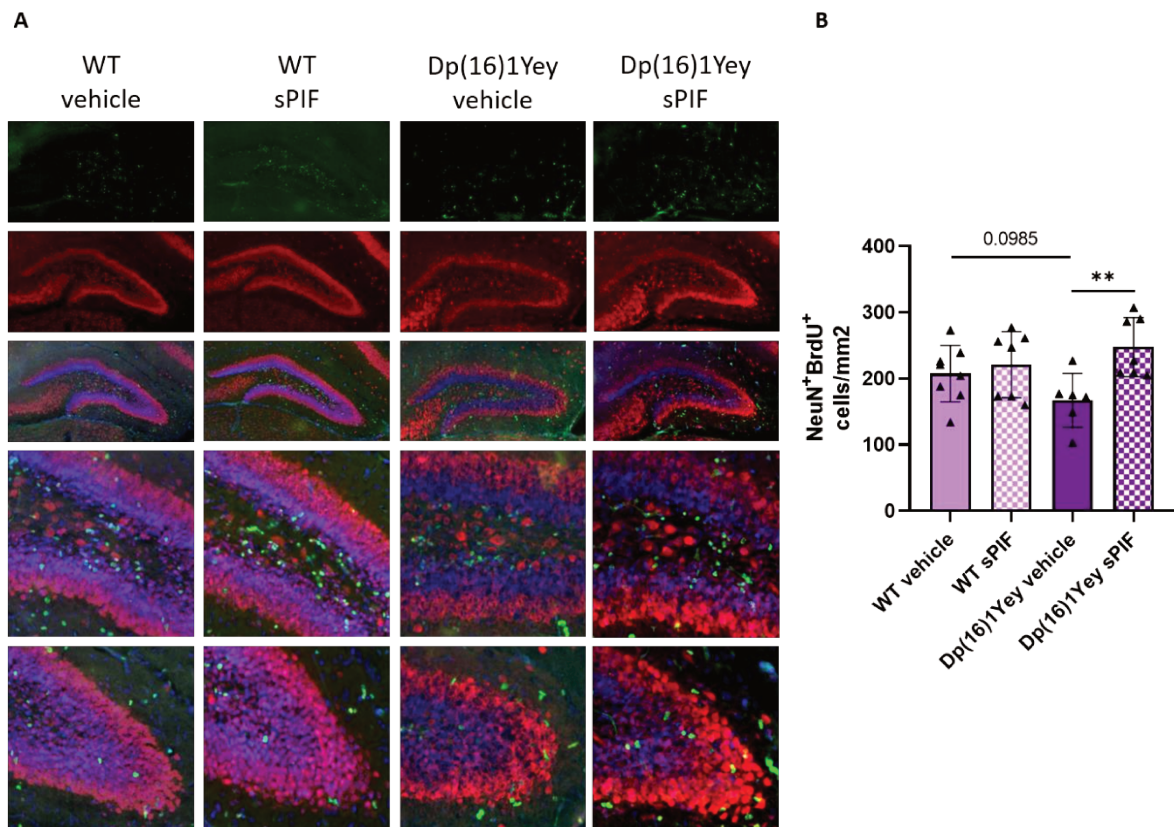 A
B
WT
vehicle
WT
sPIF
Dp(16)1Yey
vehicle
Dp(16)1Yey
sPIF
NeuN⁺BrdU⁺
cells/mm2
400
300
200
100
0
0.0985
**
WT vehicle
WT sPIF
Dp(16)1Yey vehicle
Dp(16)1Yey sPIF